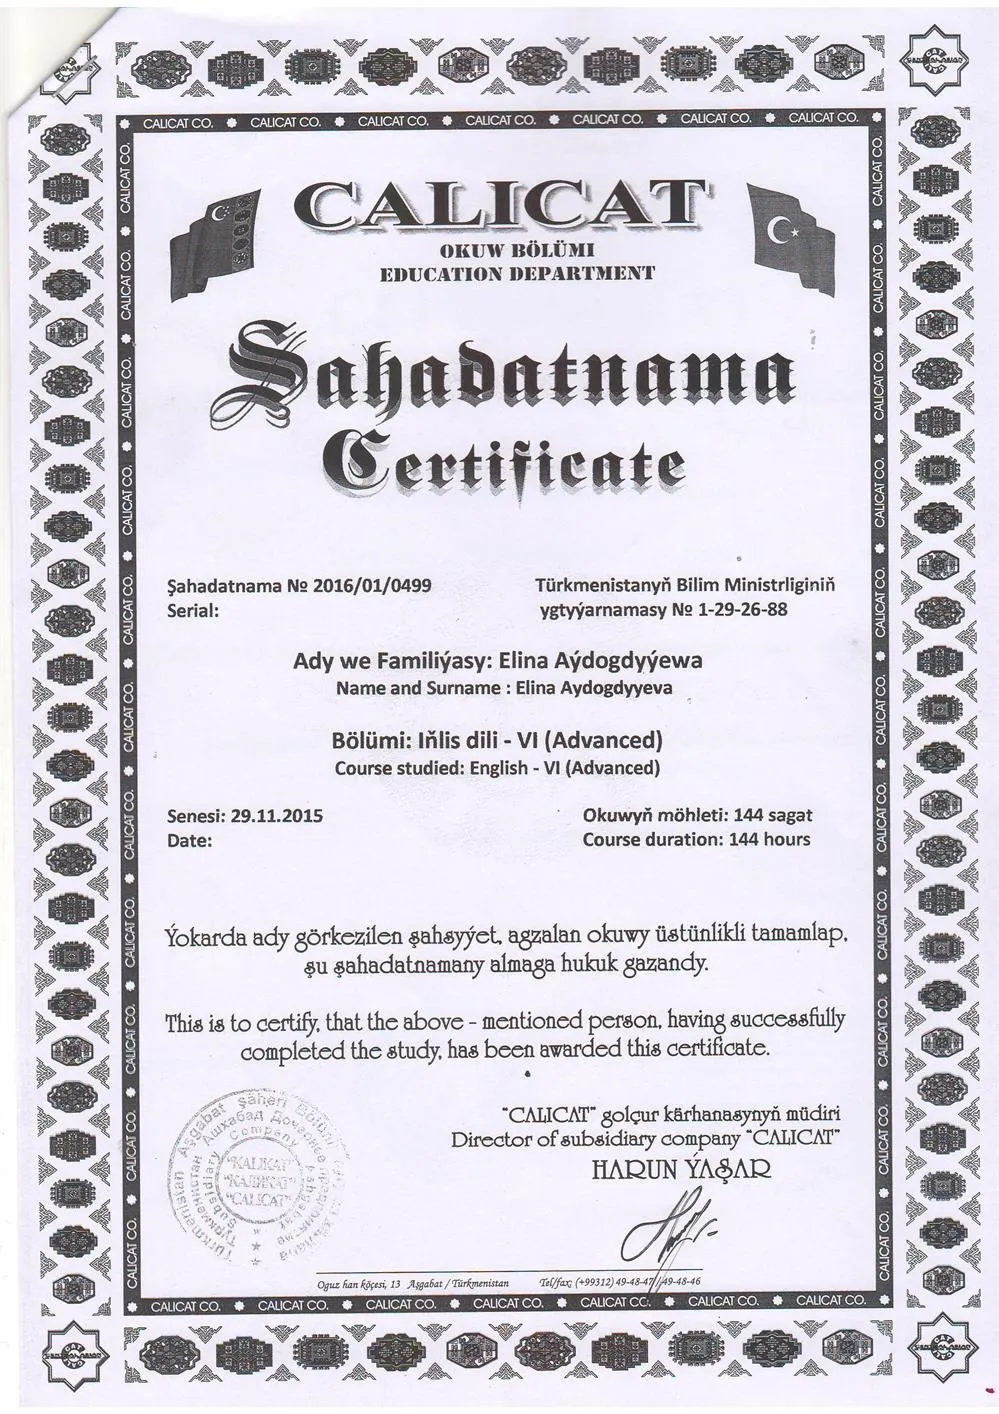 CALICAT CO. CALICAT CO. CALICAT CO. CALICAT CO. CALICAT CO. CALICAT CO. CALICAT CO.
CALICAT
OKUW BÖLÜMI
EDUCATION DEPARTMENT
Şahadatnama
Certificate
Şahadatnama № 2016/01/0499
Serial:
Türkmenistanyň Bilim Ministrliginiň
ygtyýarnamasy № 1-29-26-88
Ady we Familiýasy: Elina Aýdogdyýewa
Name and Surname : Elina Aydogdyyeva
Bölümi: Iňlis dili - VI (Advanced)
Course studied: English - VI (Advanced)
Senesi: 29.11.2015
Date:
Okuwyň möhleti: 144 sagat
Course duration: 144 hours
Ýokarda ady görkezilen şahsyýet, agzalan okuwy üstünlikli tamamlap,
şu şahadatnamany almaga hukuk gazandy.
This is to certify, that the above - mentioned person, having successfully
completed the study, has been awarded this certificate.
"CALICAT" golçur kärhanasynyň müdiri
Director of subsidiary company "CALICAT"
HARUN ÝAŞAR
"KALIKAT"
"КАЛИКАТ"
"CALICAT"
Oguz han köçesi, 13 Aşgabat / Türkmenistan
Tel/fax: (+99312) 49-48-47//49-48-46
CALICAT CO. CALICAT CO. CALICAT CO. CALICAT CO. CALICAT CO. CALICAT CO. CALICAT CO.